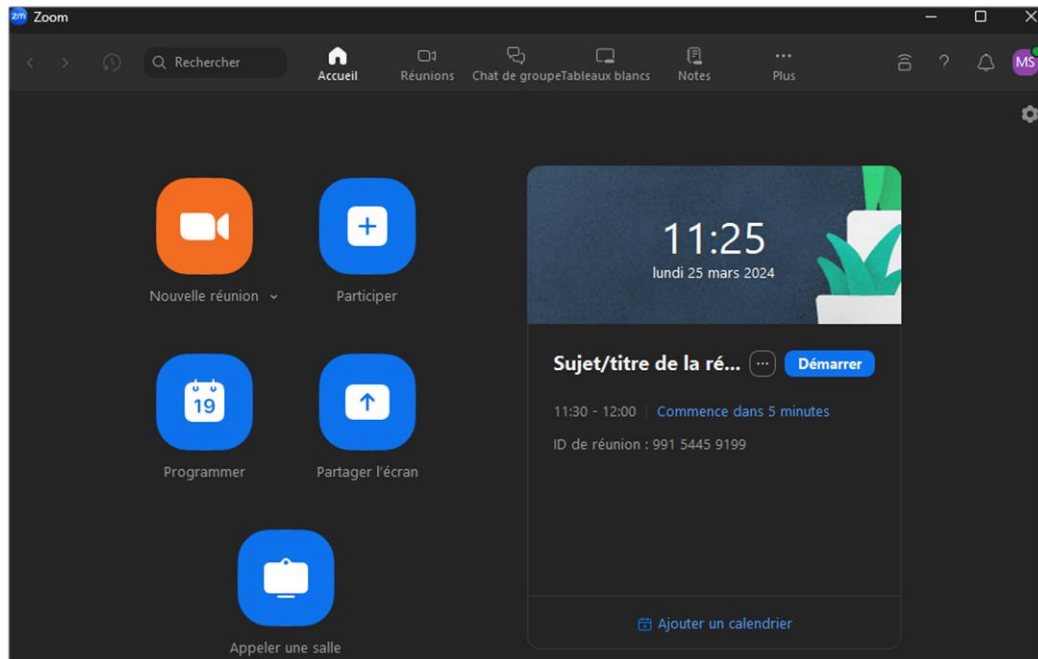 zm Zoom
Rechercher
Accueil
Réunions
Chat de groupe
Tableaux blancs
Notes
Plus
MS
11:25
lundi 25 mars 2024
Nouvelle réunion
Participer
19
Programmer
Partager l'écran
Appeler une salle
Sujet/titre de la ré... Démarrer
11:30 - 12:00 | Commence dans 5 minutes
ID de réunion : 991 5445 9199
Ajouter un calendrier